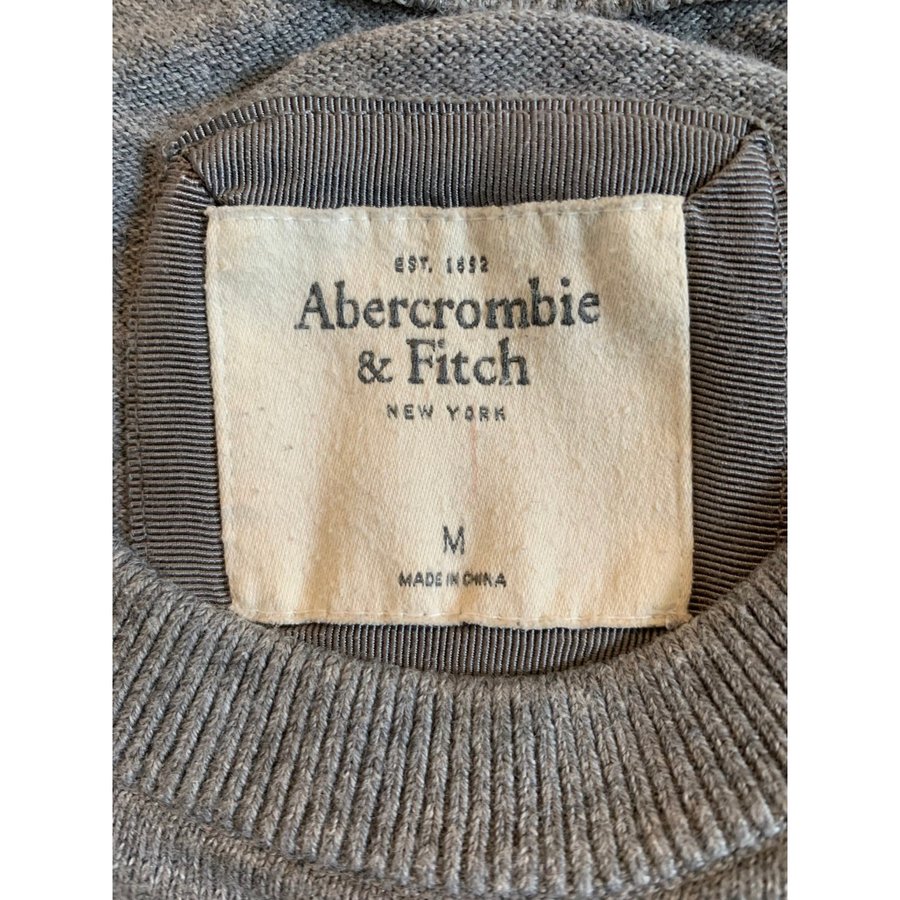 EST. 1892
Abercrombie
& Fitch
NEW YORK
M
MADE IN CHINA